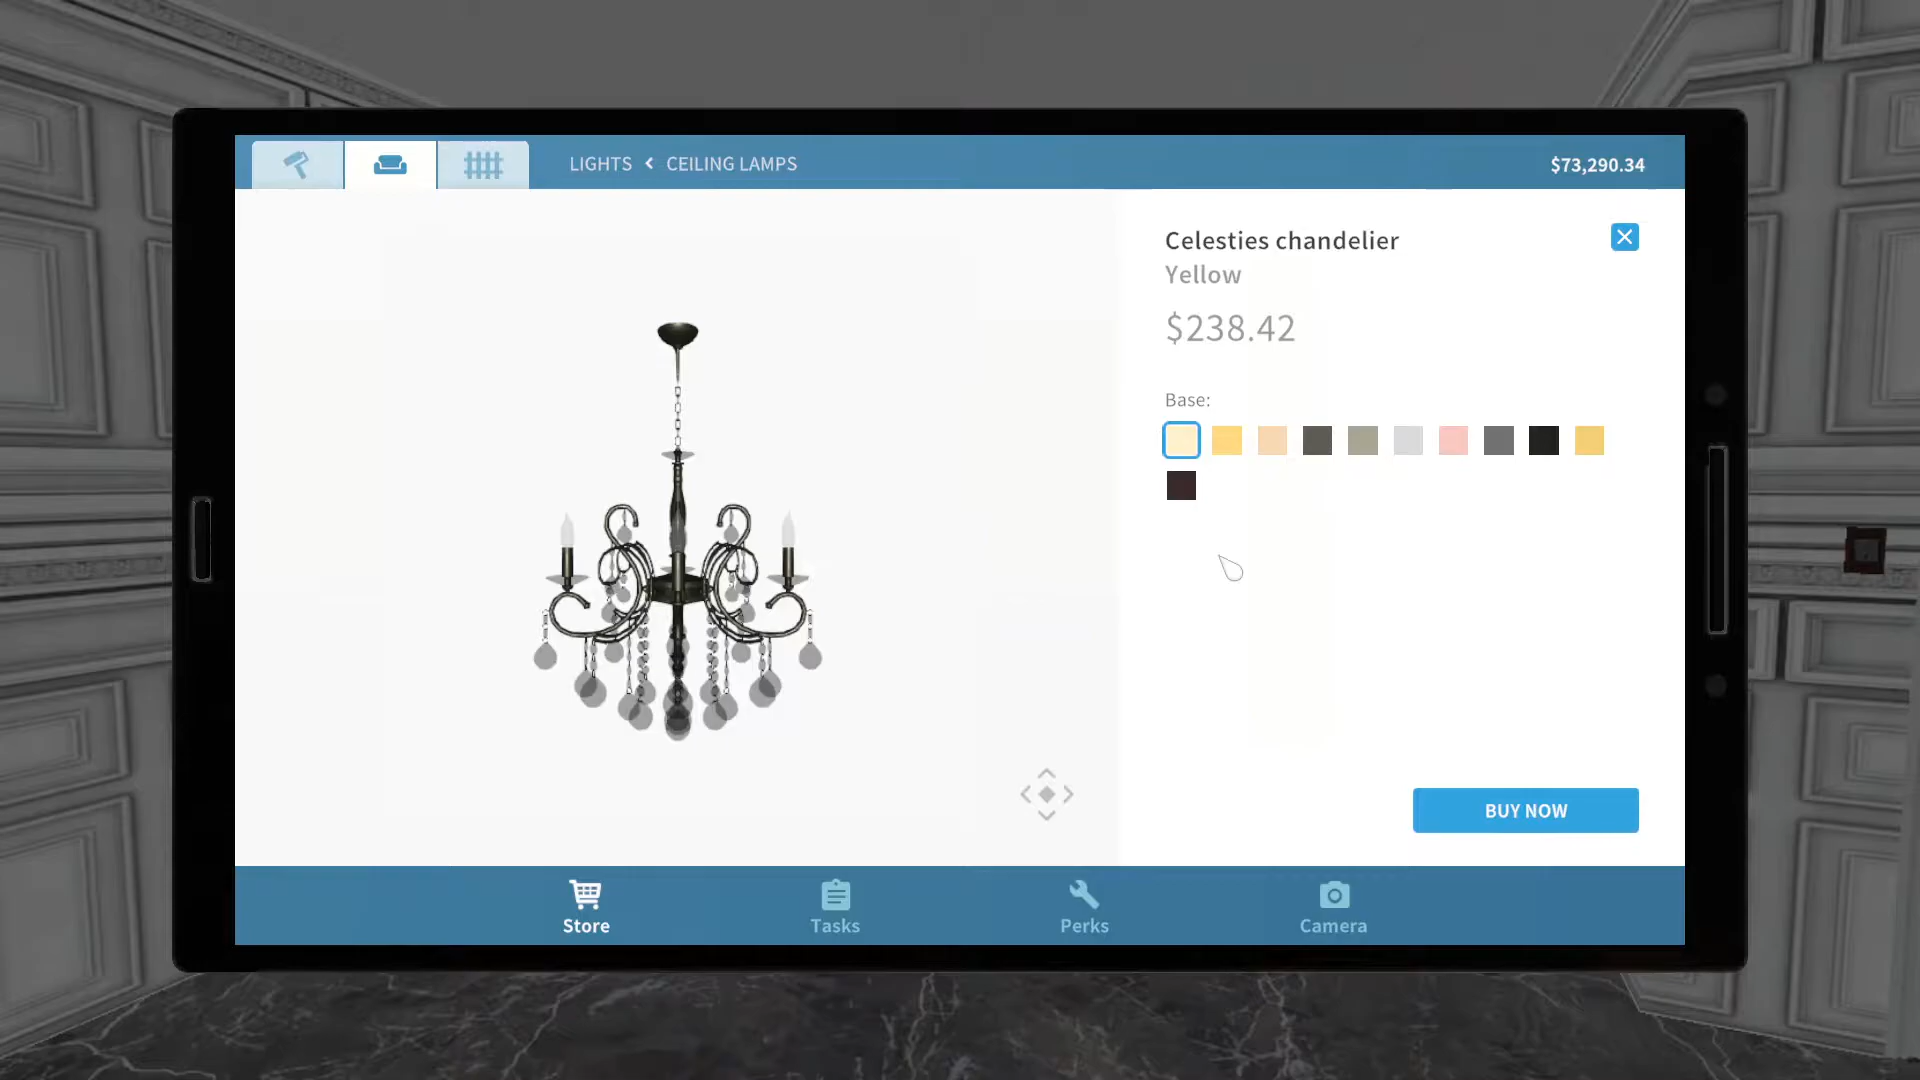 LIGHTS < CEILING LAMPS
$73,290.34
Celesties chandelier
Yellow
$238.42
Base:
BUY NOW
Store
Tasks
Perks
Camera